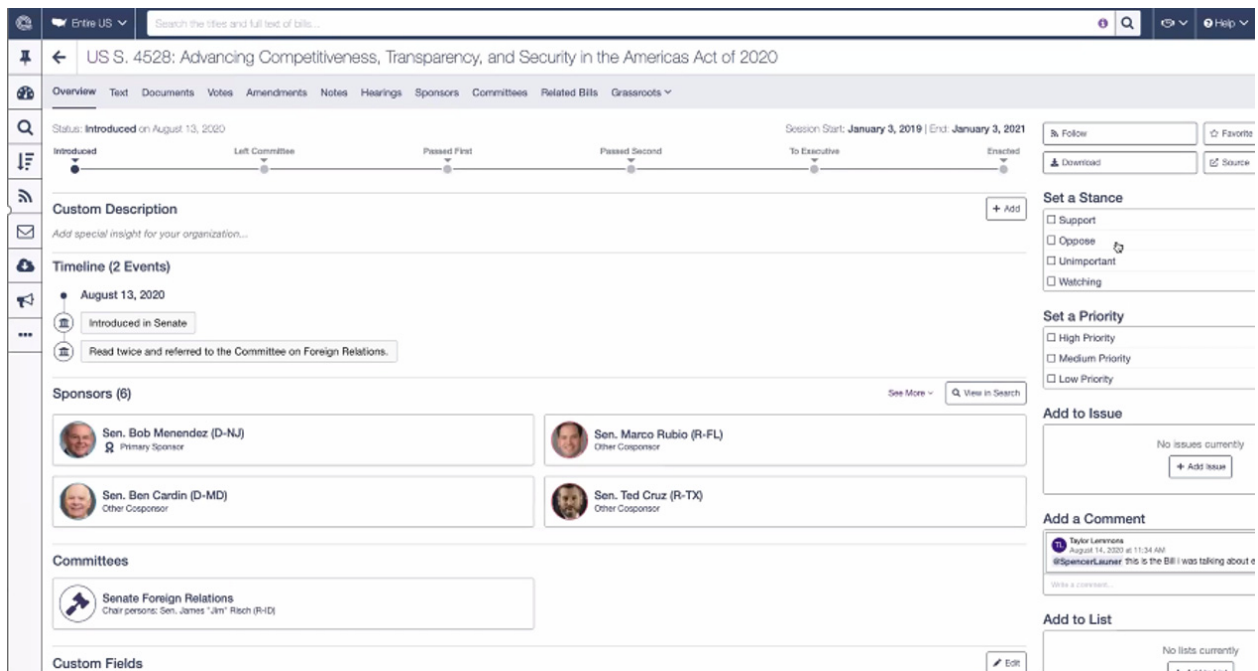 Entire US
Search the titles and full text of bills...
Help
US S. 4528: Advancing Competitiveness, Transparency, and Security in the Americas Act of 2020
Overview Text Documents Votes Amendments Notes Hearings Sponsors Committees Related Bills Grassroots
Status: Introduced on August 13, 2020
Session Start: January 3, 2019 | End: January 3, 2021
Introduced Left Committee Passed First Passed Second To Executive Enacted
Custom Description
+ Add
Add special insight for your organization...
Timeline (2 Events)
August 13, 2020
Introduced in Senate
Read twice and referred to the Committee on Foreign Relations.
Sponsors (6)
See More
View in Search
Sen. Bob Menendez (D-NJ)
Primary Sponsor
Sen. Marco Rubio (R-FL)
Other Cosponsor
Sen. Ben Cardin (D-MD)
Other Cosponsor
Sen. Ted Cruz (R-TX)
Other Cosponsor
Committees
Senate Foreign Relations
Chair persons: Sen. James "Jim" Risch (R-ID)
Custom Fields
Edit
Follow
Favorite
Download
Source
Set a Stance
Support
Oppose
Unimportant
Watching
Set a Priority
High Priority
Medium Priority
Low Priority
Add to Issue
No issues currently
+ Add Issue
Add a Comment
TL
Taylor Lemmons
August 14, 2020 at 11:34 AM
@SpencerLauner this is the Bill i was talking about e
Write a comment...
Add to List
No lists currently